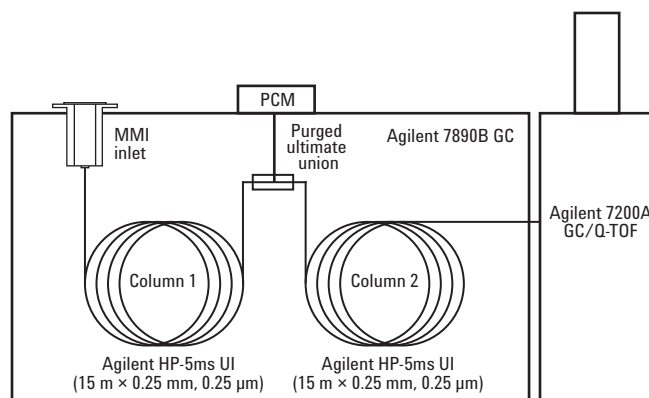 PCM
MMI
inlet
Purged
ultimate
union
Agilent 7890B GC
Agilent 7200A
GC/Q-TOF
Column 1
Column 2
Agilent HP-5ms UI
(15 m × 0.25 mm, 0.25 µm)
Agilent HP-5ms UI
(15 m × 0.25 mm, 0.25 µm)